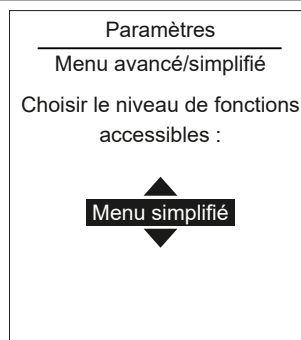 Paramètres
Menu avancé/simplifié
Choisir le niveau de fonctions
accessibles :
Menu simplifié